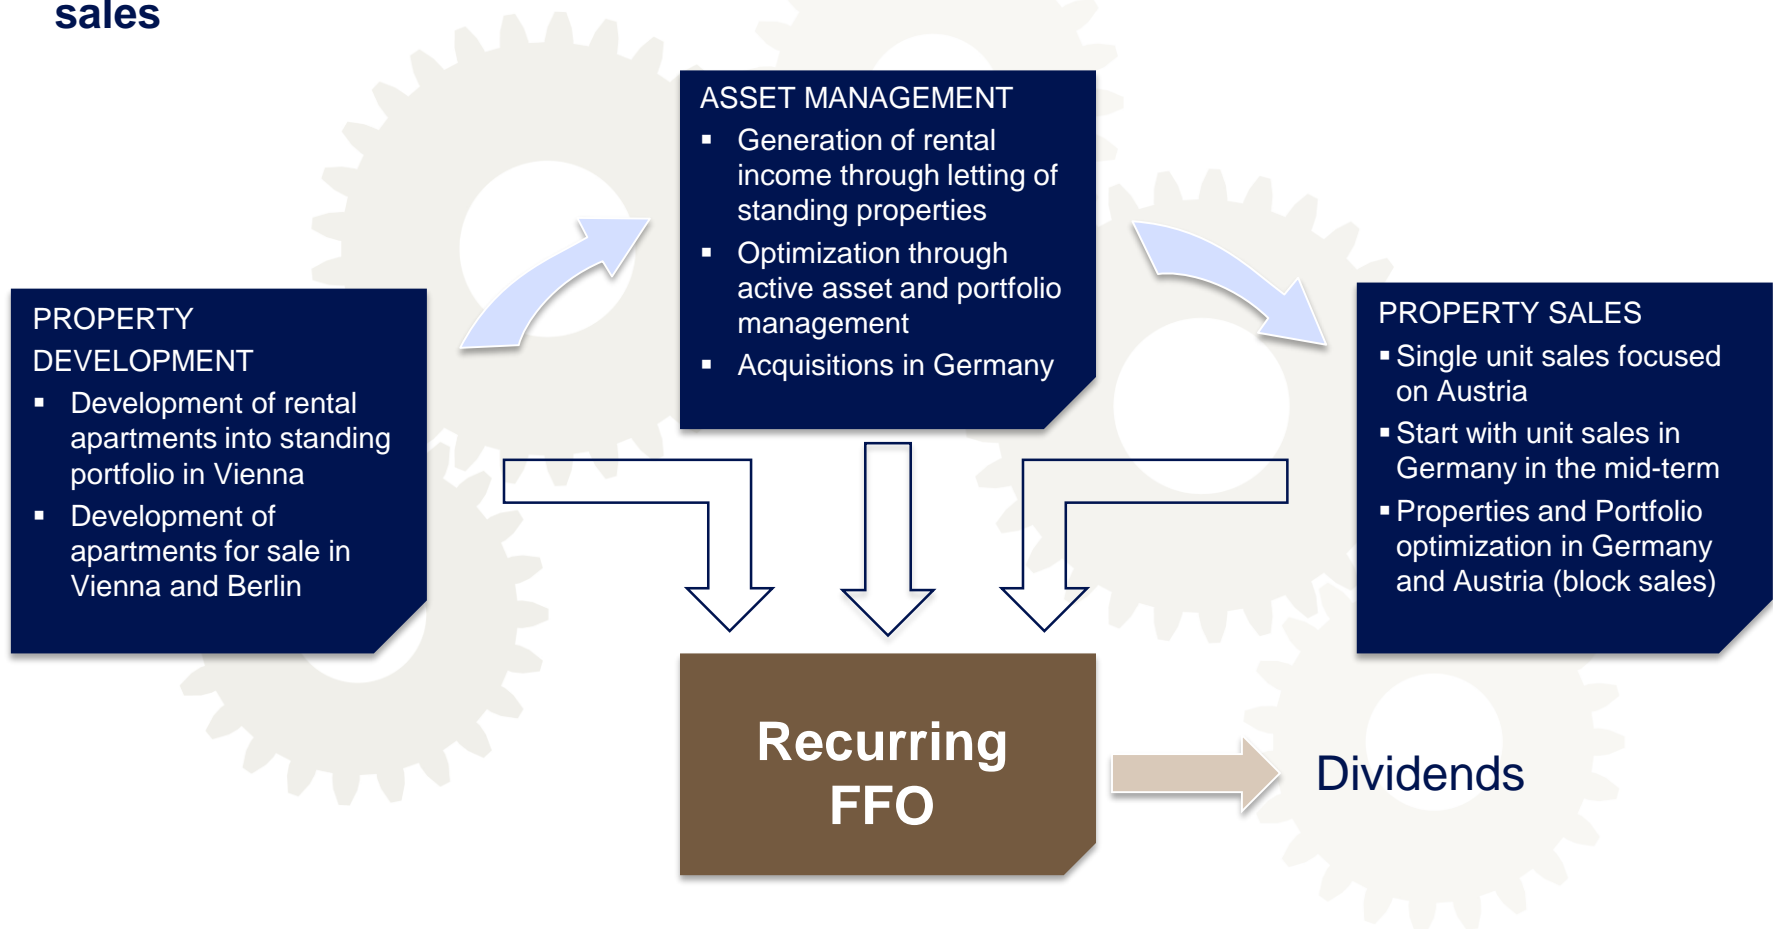 sales
ASSET MANAGEMENT
▪ Generation of rental
income through letting of
standing properties
▪ Optimization through
active asset and portfolio
management
▪ Acquisitions in Germany
PROPERTY
DEVELOPMENT
▪ Development of rental
apartments into standing
portfolio in Vienna
▪ Development of
apartments for sale in
Vienna and Berlin
PROPERTY SALES
▪ Single unit sales focused
on Austria
▪ Start with unit sales in
Germany in the mid-term
▪ Properties and Portfolio
optimization in Germany
and Austria (block sales)
Recurring
FFO
Dividends